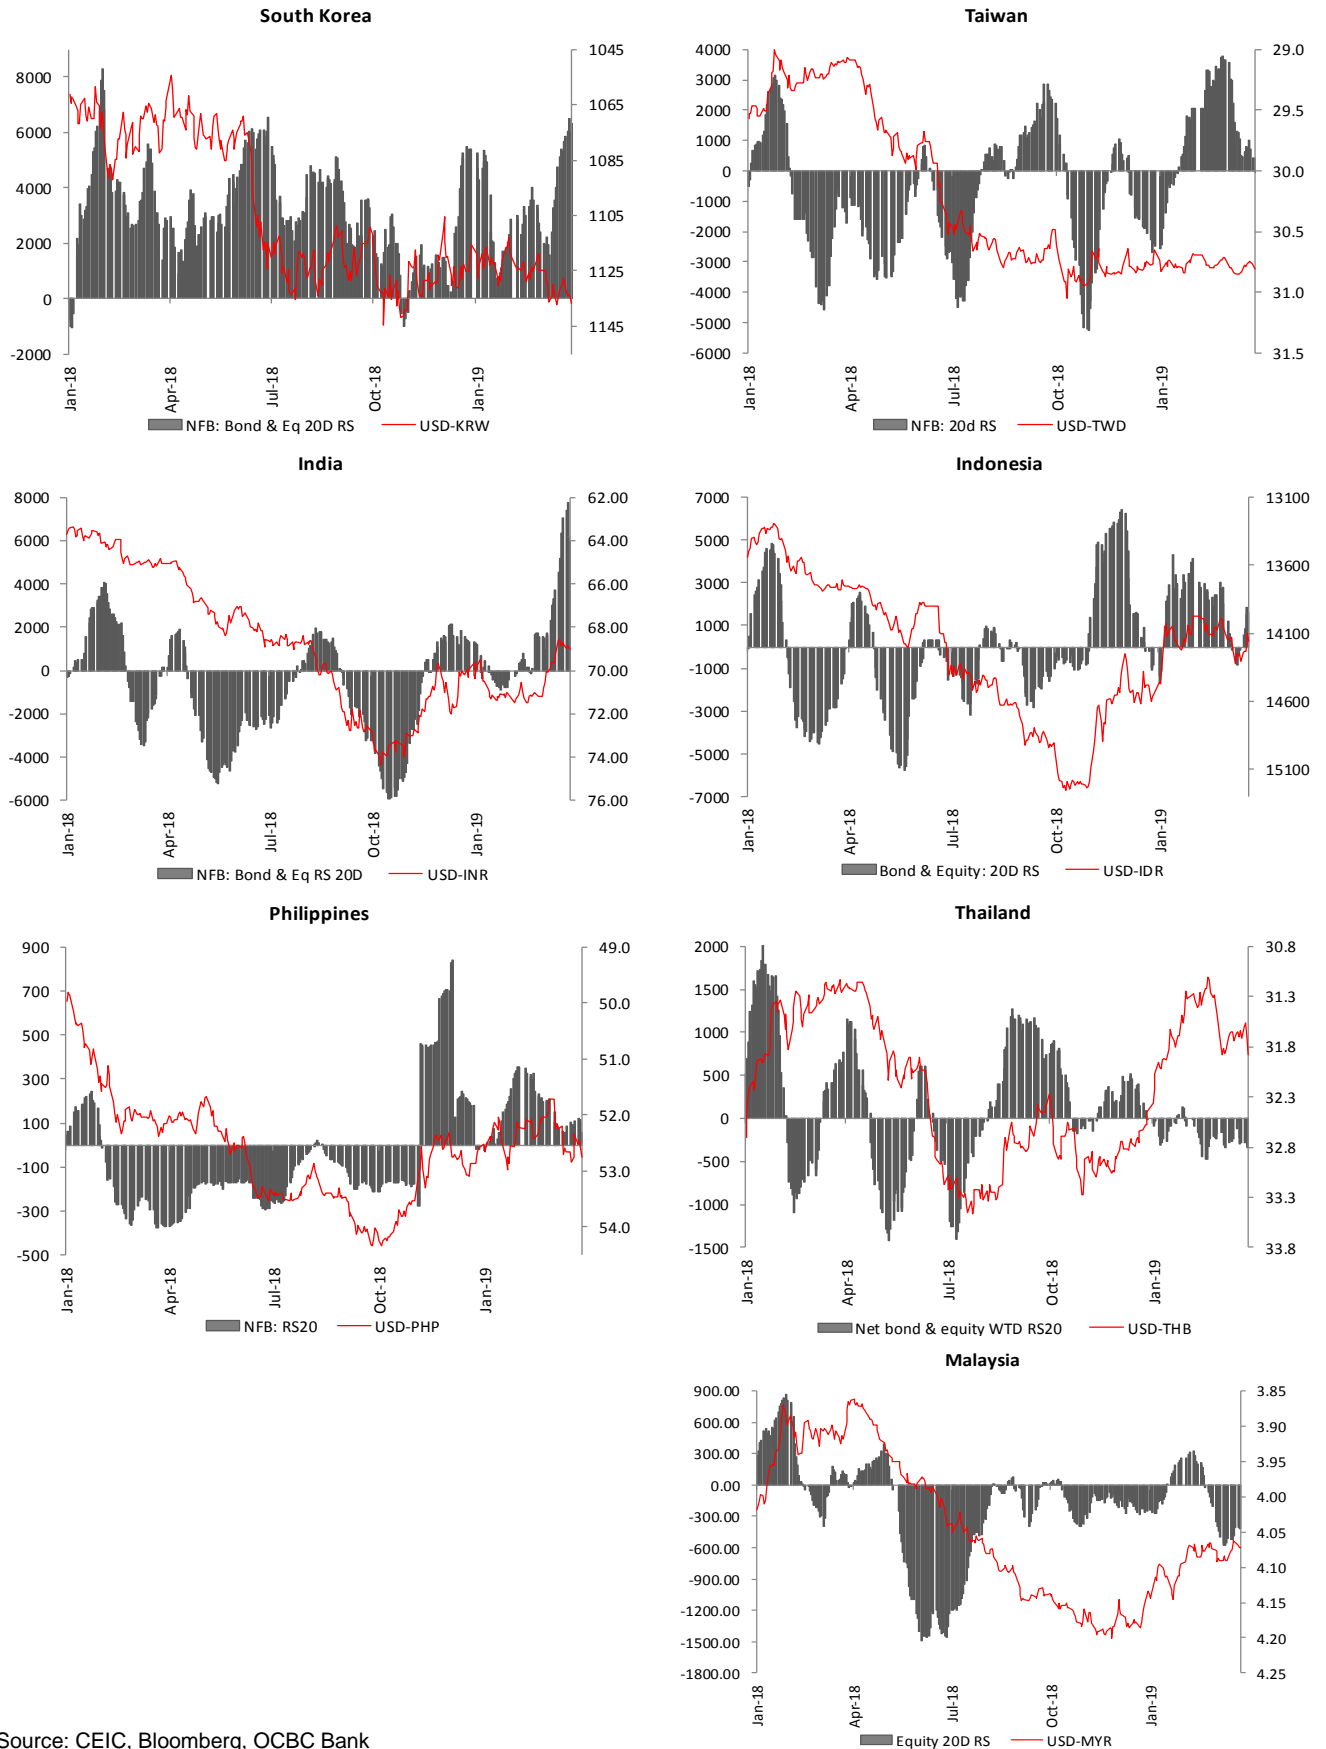 South Korea
8000
6000
4000
2000
0
-2000
1045
1065
1085
1105
1125
1145
Jan-18
Apr-18
Jul-18
Oct-18
Jan-19
NFB: Bond & Eq 20D RS
USD-KRW
Taiwan
4000
3000
2000
1000
0
-1000
-2000
-3000
-4000
-5000
-6000
29.0
29.5
30.0
30.5
31.0
31.5
Jan-18
Apr-18
Jul-18
Oct-18
Jan-19
NFB: 20d RS
USD-TWD
India
8000
6000
4000
2000
0
-2000
-4000
-6000
62.00
64.00
66.00
68.00
70.00
72.00
74.00
76.00
Jan-18
Apr-18
Jul-18
Oct-18
Jan-19
NFB: Bond & Eq RS 20D
USD-INR
Indonesia
7000
5000
3000
1000
-1000
-3000
-5000
-7000
13100
13600
14100
14600
15100
Jan-18
Apr-18
Jul-18
Oct-18
Jan-19
Bond & Equity: 20D RS
USD-IDR
Philippines
900
700
500
300
100
-100
-300
-500
49.0
50.0
51.0
52.0
53.0
54.0
Jan-18
Apr-18
Jul-18
Oct-18
Jan-19
NFB: RS20
USD-PHP
Thailand
2000
1500
1000
500
0
-500
-1000
-1500
30.8
31.3
31.8
32.3
32.8
33.3
33.8
Jan-18
Apr-18
Jul-18
Oct-18
Jan-19
Net bond & equity WTD RS20
USD-THB
Malaysia
900.00
600.00
300.00
0.00
-300.00
-600.00
-900.00
-1200.00
-1500.00
-1800.00
3.85
3.90
3.95
4.00
4.05
4.10
4.15
4.20
4.25
Jan-18
Apr-18
Jul-18
Oct-18
Jan-19
Equity 20D RS
USD-MYR
Source: CEIC, Bloomberg, OCBC Bank